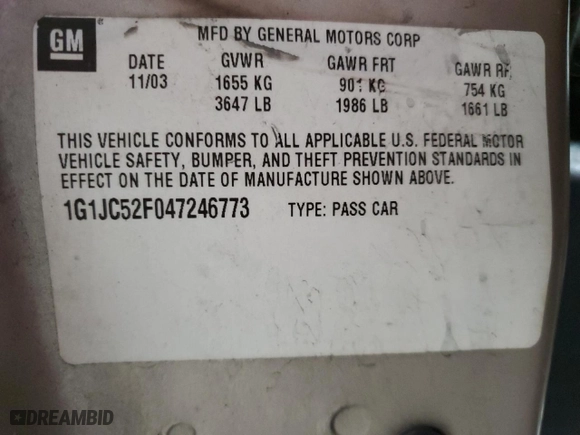 GM
MFD BY GENERAL MOTORS CORP
DATE GVWR GAWR FRT GAWR RR
11/03 1655 KG 901 KG 754 KG
3647 LB 1986 LB 1661 LB
THIS VEHICLE CONFORMS TO ALL APPLICABLE U.S. FEDERAL MOTOR
VEHICLE SAFETY, BUMPER, AND THEFT PREVENTION STANDARDS IN
EFFECT ON THE DATE OF MANUFACTURE SHOWN ABOVE.
1G1JC52F047246773 TYPE: PASS CAR
DREAMBID